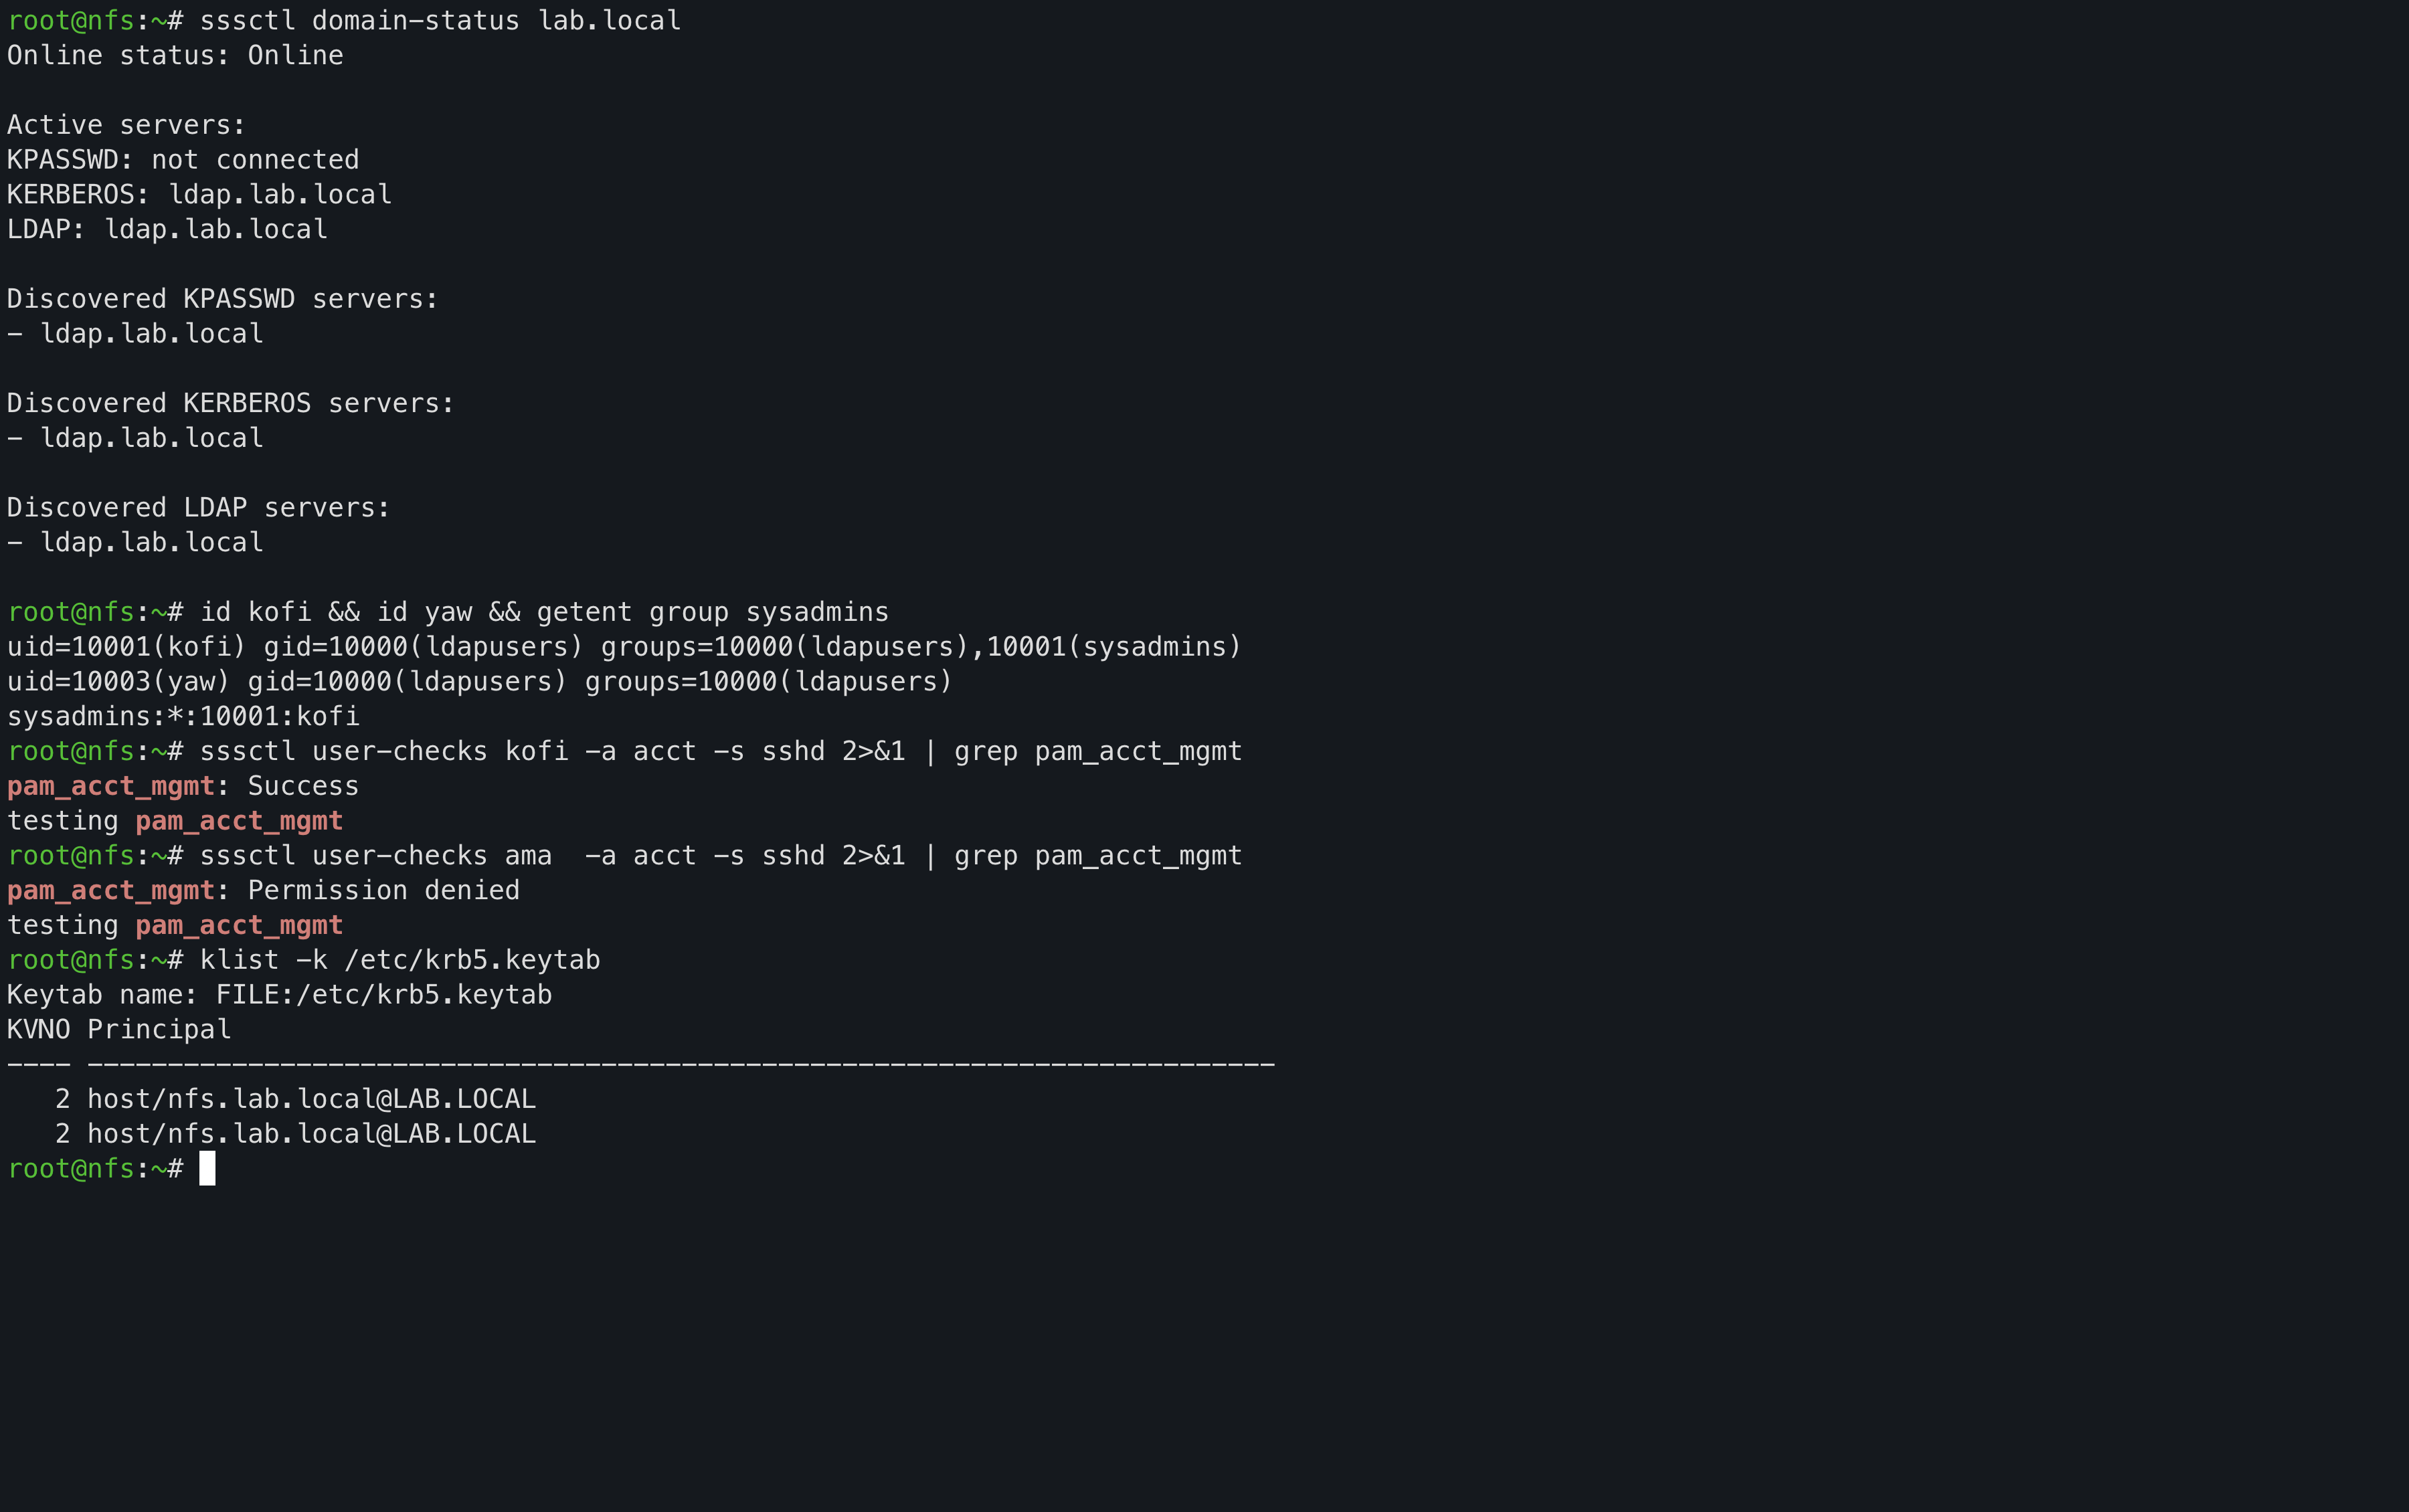 root@nfs:~# sssctl domain-status lab.local
Online status: Online

Active servers:
KPASSWD: not connected
KERBEROS: ldap.lab.local
LDAP: ldap.lab.local

Discovered KPASSWD servers:
- ldap.lab.local

Discovered KERBEROS servers:
- ldap.lab.local

Discovered LDAP servers:
- ldap.lab.local

root@nfs:~# id kofi && id yaw && getent group sysadmins
uid=10001(kofi) gid=10000(ldapusers) groups=10000(ldapusers),10001(sysadmins)
uid=10003(yaw) gid=10000(ldapusers) groups=10000(ldapusers)
sysadmins:*:10001:kofi
root@nfs:~# sssctl user-checks kofi -a acct -s sshd 2>&1 | grep pam_acct_mgmt
pam_acct_mgmt: Success
testing pam_acct_mgmt
root@nfs:~# sssctl user-checks ama  -a acct -s sshd 2>&1 | grep pam_acct_mgmt
pam_acct_mgmt: Permission denied
testing pam_acct_mgmt
root@nfs:~# klist -k /etc/krb5.keytab
Keytab name: FILE:/etc/krb5.keytab
KVNO Principal
---- --------------------------------------------------------------------------
   2 host/nfs.lab.local@LAB.LOCAL
   2 host/nfs.lab.local@LAB.LOCAL
root@nfs:~#